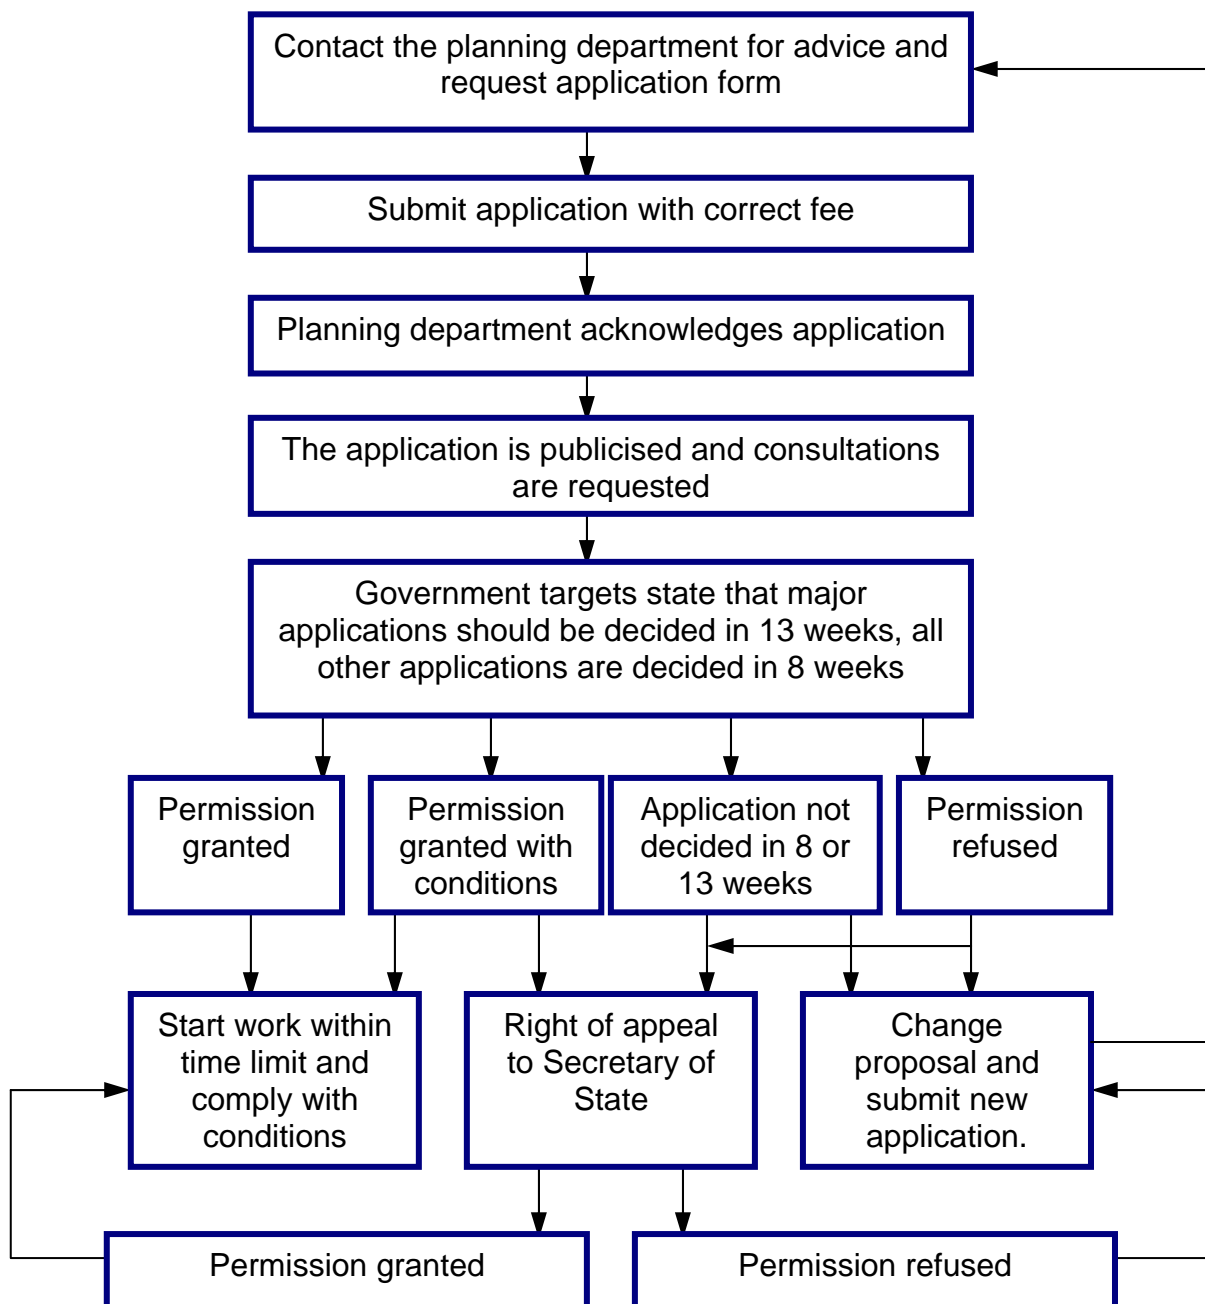 Contact the planning department for advice and
request application form
Submit application with correct fee
Planning department acknowledges application
The application is publicised and consultations
are requested
Government targets state that major
applications should be decided in 13 weeks, all
other applications are decided in 8 weeks
Permission
granted
Permission
granted with
conditions
Application not
decided in 8 or
13 weeks
Permission
refused
Start work within
time limit and
comply with
conditions
Right of appeal
to Secretary of
State
Change
proposal and
submit new
application.
Permission granted
Permission refused